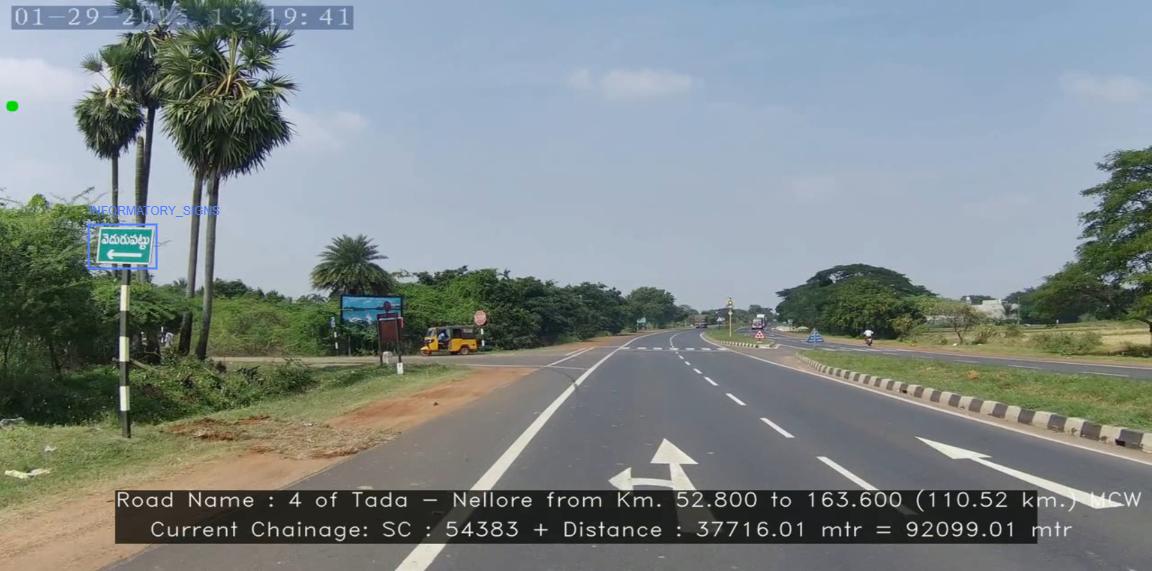 01-29-2025 13:19:41
INFORMATORY_SIGNS
వెదురుపట్టు
Road Name : 4 of Tada - Nellore from Km. 52.800 to 163.600 (110.52 km.) MCW
Current Chainage: SC : 54383 + Distance : 37716.01 mtr = 92099.01 mtr